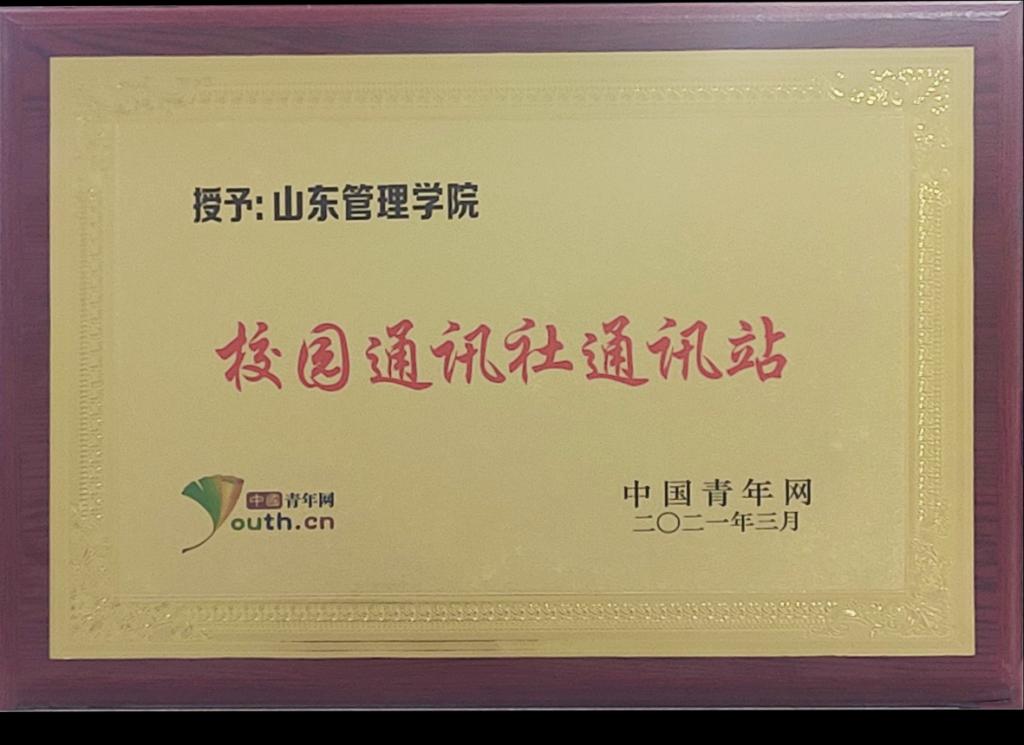 授予:山东管理学院
校园通讯社通讯站
中国青年网
Youth.cn
中国青年网
二〇二一年三月